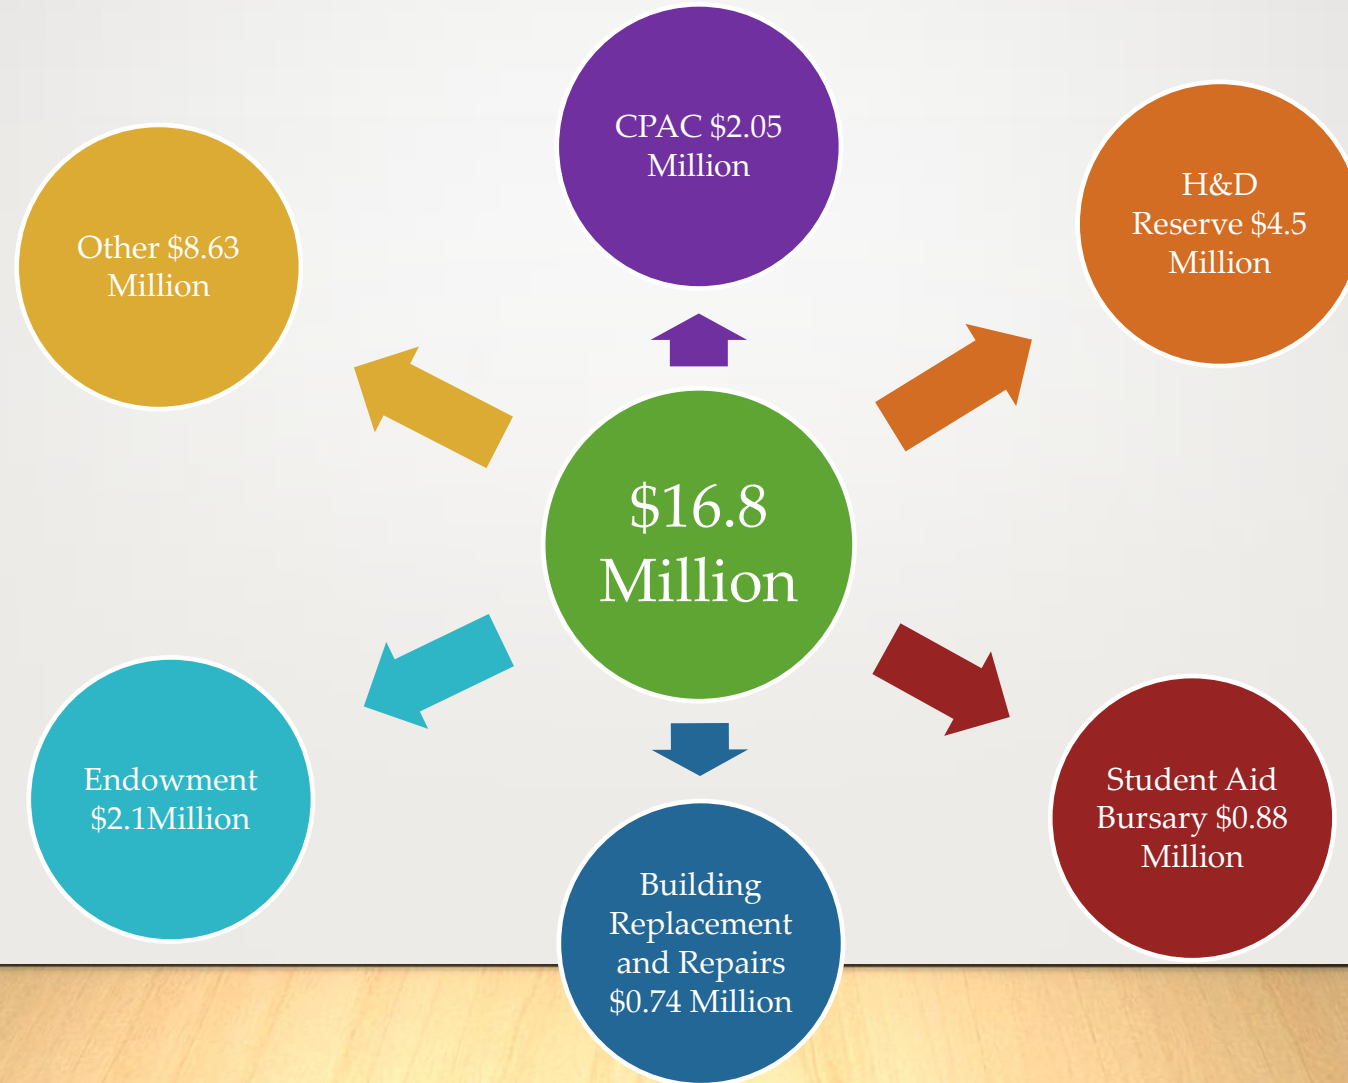 CPAC $2.05
Million
H&D
Reserve $4.5
Million
Other $8.63
Million
$16.8
Million
Endowment
$2.1Million
Student Aid
Bursary $0.88
Million
Building
Replacement
and Repairs
$0.74 Million